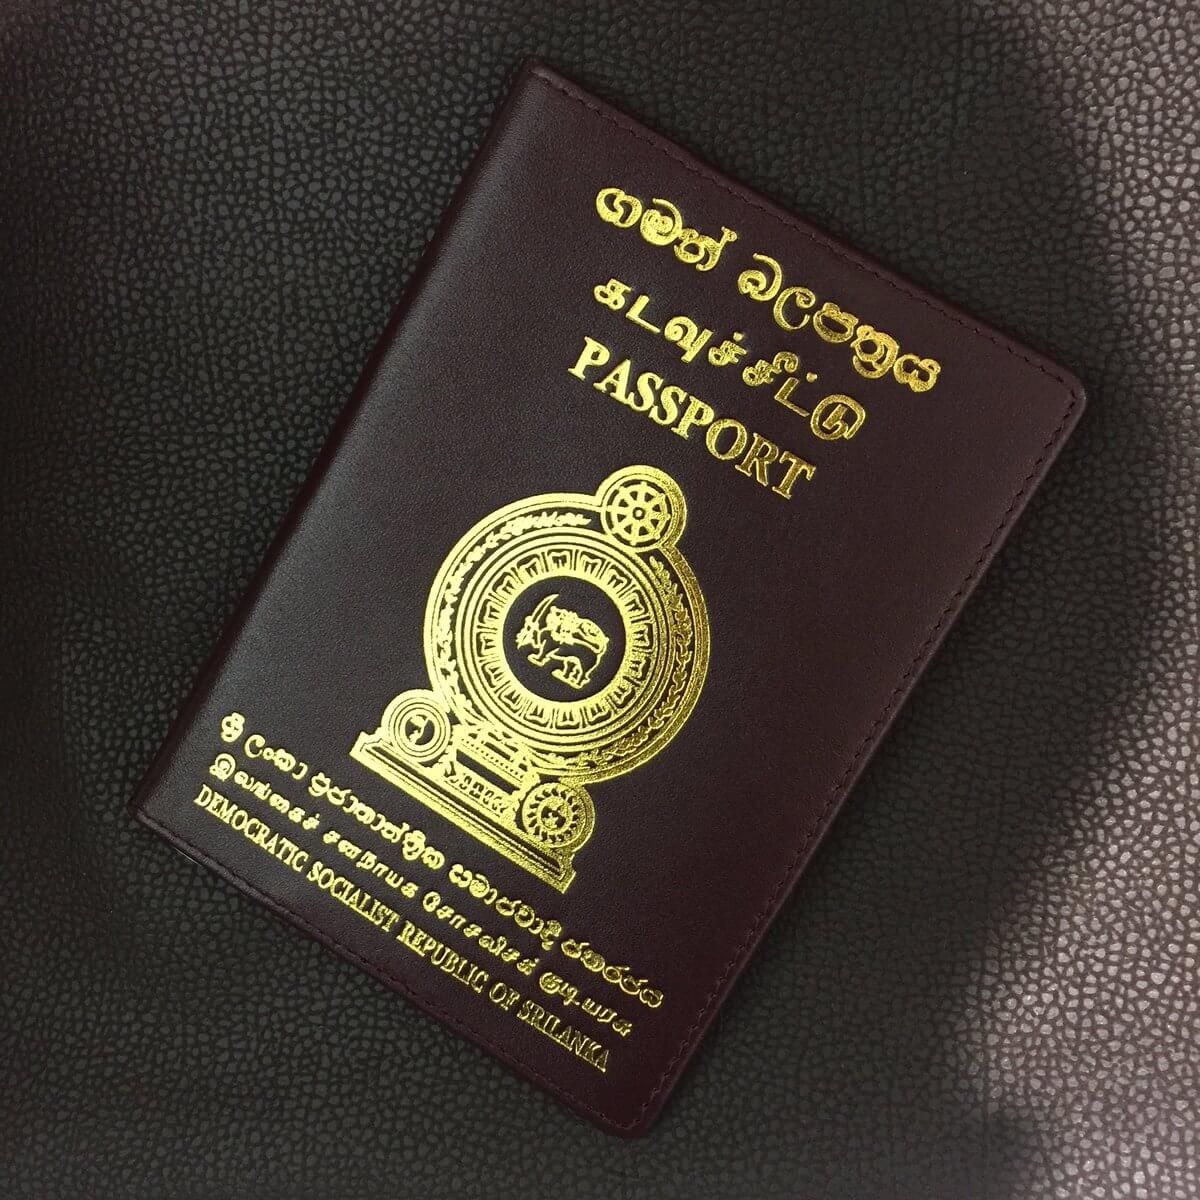 ගමන් බලපත්‍රය
கடவுச்சீட்டு
PASSPORT
ශ්‍රී ලංකා ප්‍රජාතාන්ත්‍රික සමාජවාදී ජනරජය
இலங்கைச் சனநாயக சோசலிசக் குடியரசு
DEMOCRATIC SOCIALIST REPUBLIC OF SRILANKA